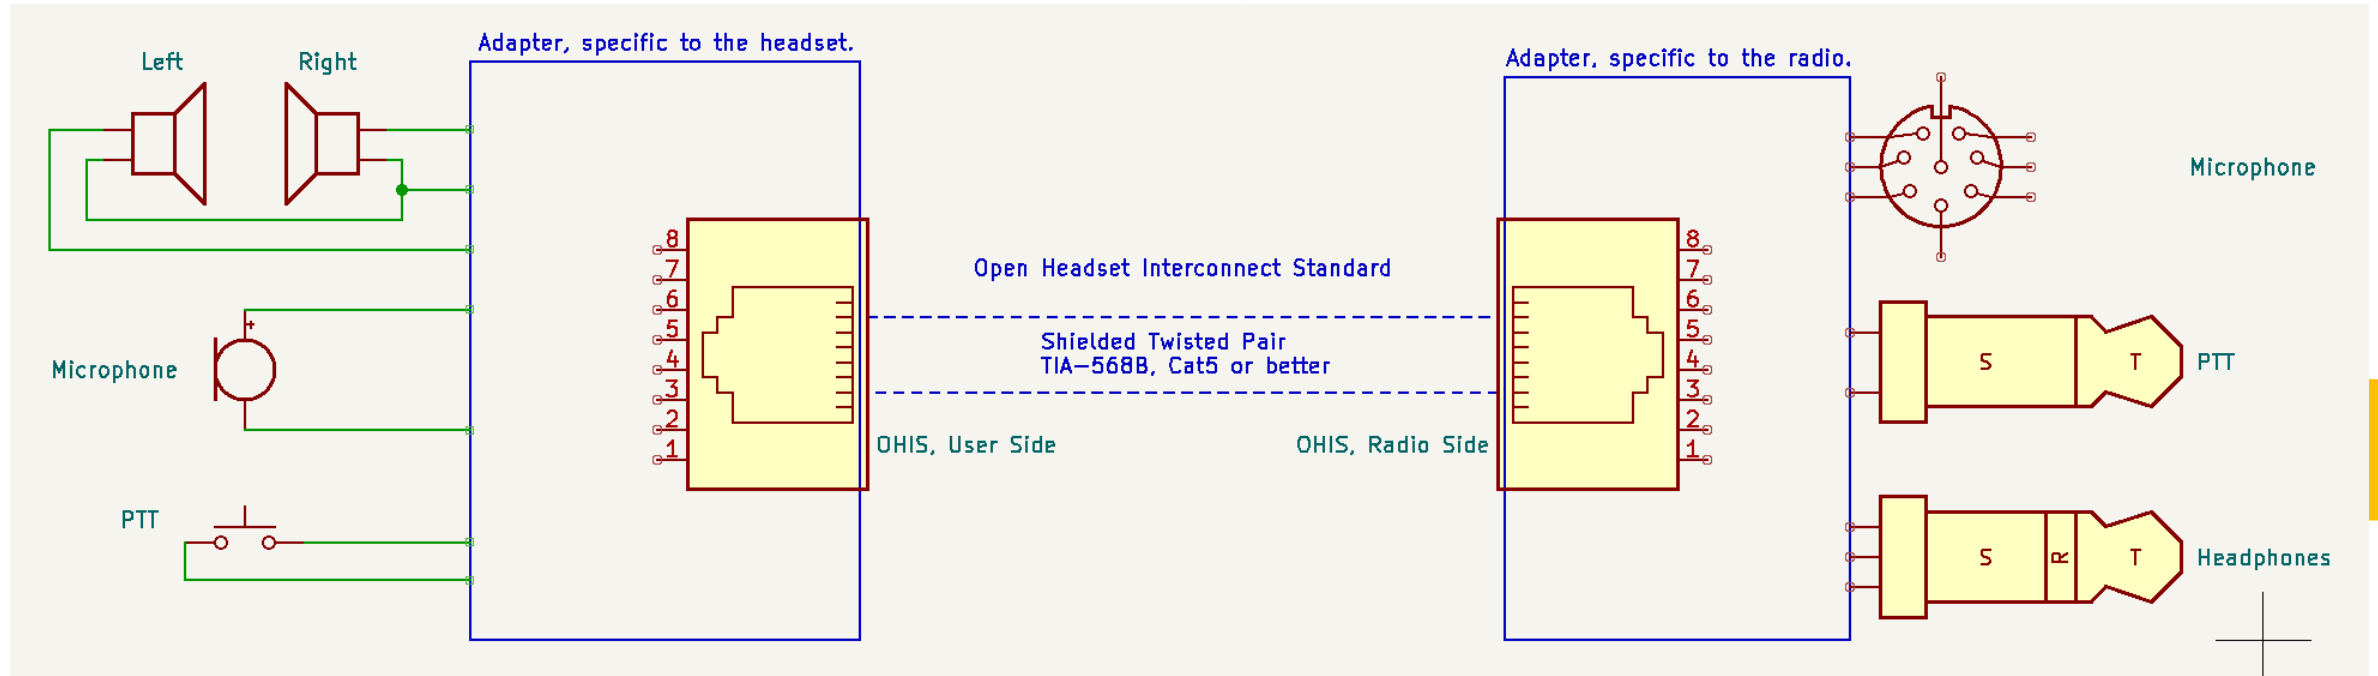 Adapter, specific to the headset.
Left
Right
Microphone
+
PTT
8
7
6
5
4
3
2
1
OHIS, User Side
Open Headset Interconnect Standard
Shielded Twisted Pair
TIA-568B, Cat5 or better
OHIS, Radio Side
Adapter, specific to the radio.
8
7
6
5
4
3
2
1
Microphone
S
T
PTT
S
R
T
Headphones